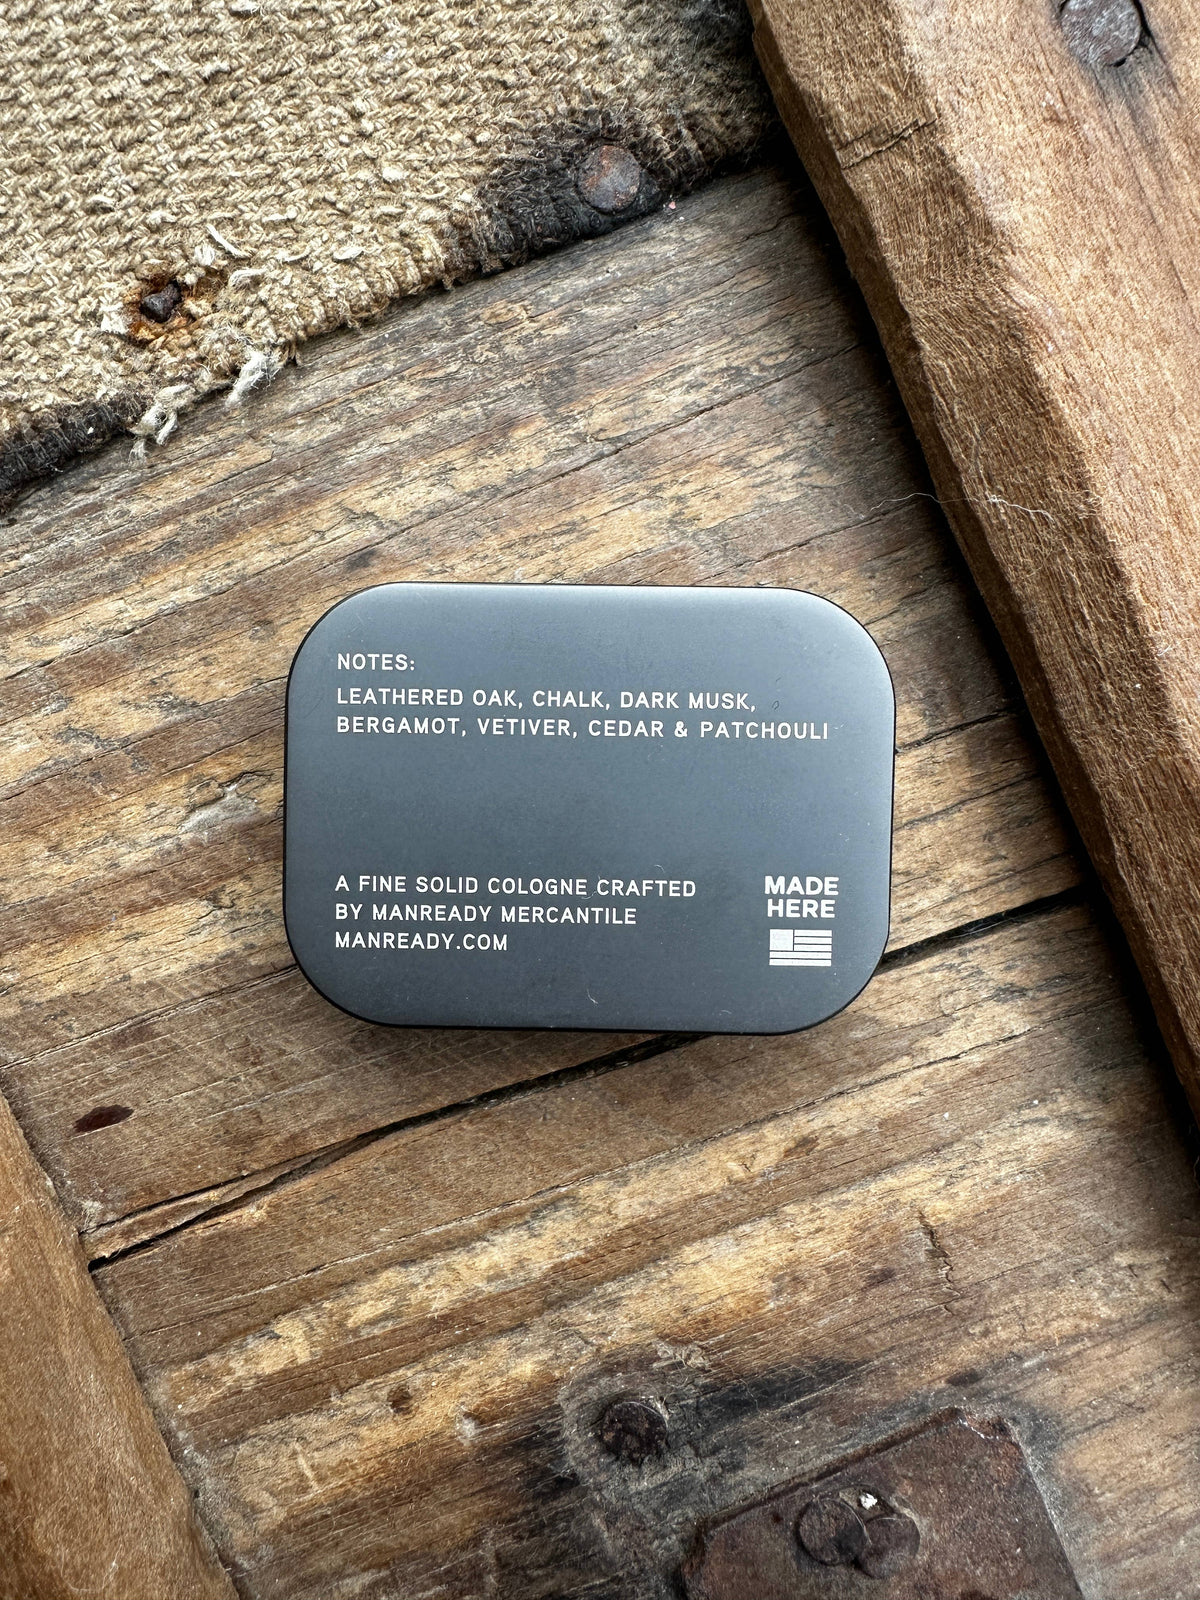 NOTES:
LEATHERED OAK, CHALK, DARK MUSK,
BERGAMOT, VETIVER, CEDAR & PATCHOULI
A FINE SOLID COLOGNE CRAFTED
BY MANREADY MERCANTILE
MANREADY.COM
MADE
HERE